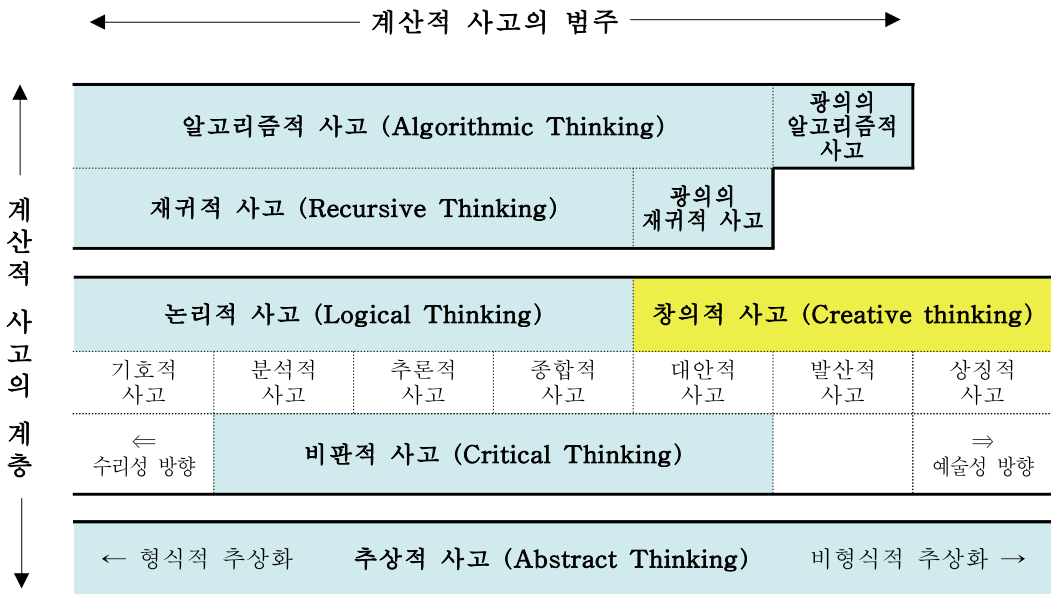 계산적 사고의 범주
계산적 사고의 계층
알고리즘적 사고 (Algorithmic Thinking)
광의의
알고리즘적
사고
재귀적 사고 (Recursive Thinking)
광의의
재귀적 사고
논리적 사고 (Logical Thinking)
창의적 사고 (Creative thinking)
기호적
사고
분석적
사고
추론적
사고
종합적
사고
대안적
사고
발산적
사고
상징적
사고
⇐
수리성 방향
비판적 사고 (Critical Thinking)
⇒
예술성 방향
← 형식적 추상화
추상적 사고 (Abstract Thinking)
비형식적 추상화 →